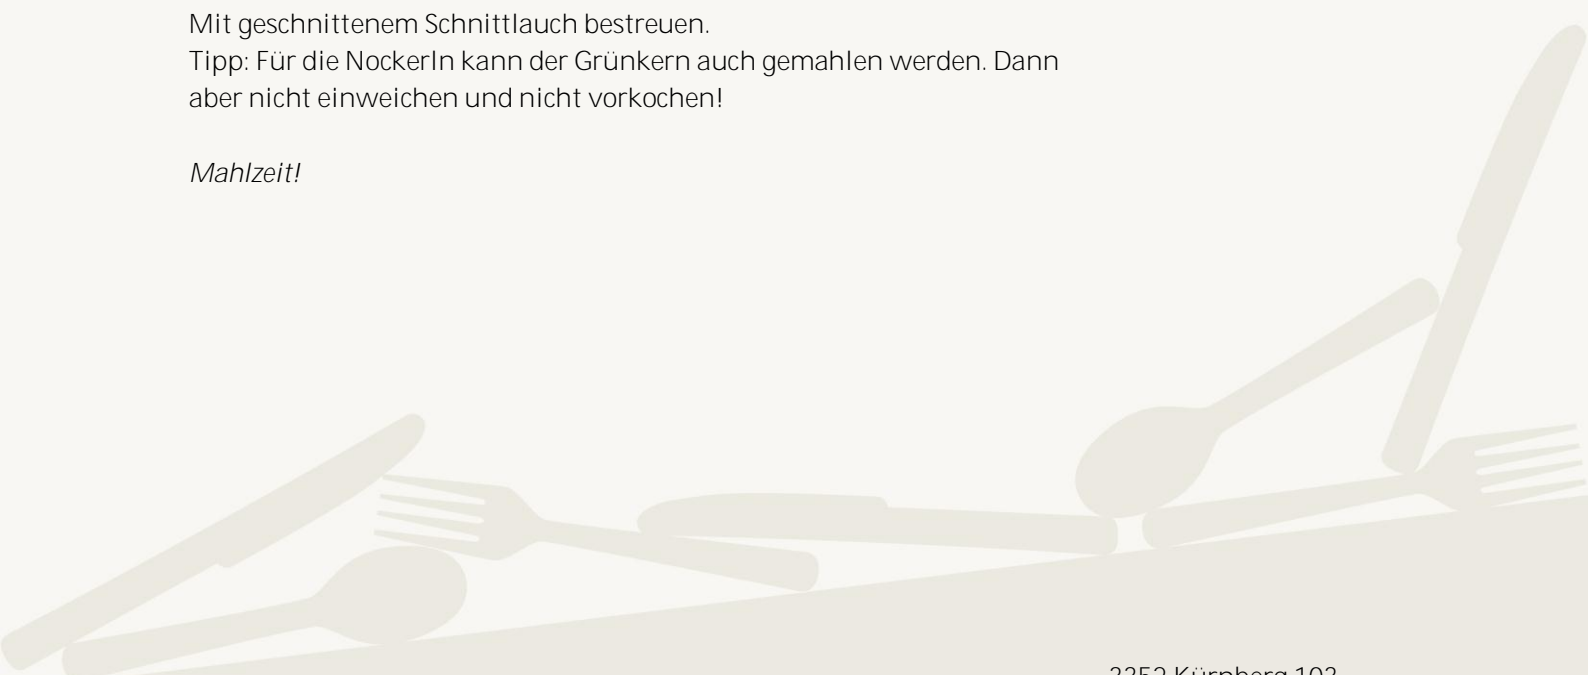 Mit geschnittenem Schnittlauch bestreuen.
Tipp: Für die Nockerln kann der Grünkern auch gemahlen werden. Dann
aber nicht einweichen und nicht vorkochen!
Mahlzeit!
Kürnberg